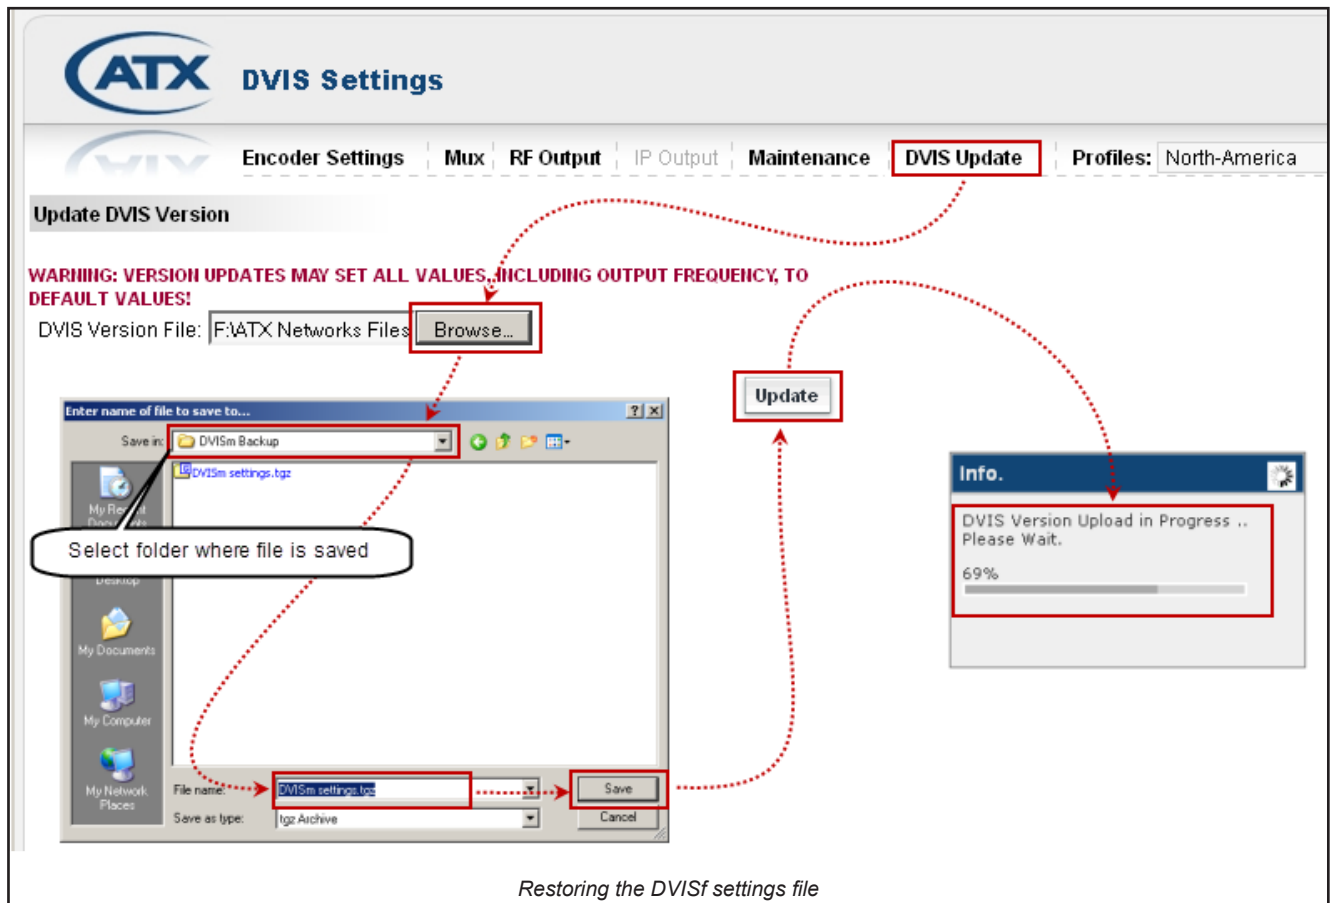 ATX
DVIS Settings
Encoder Settings Mux RF Output IP Output Maintenance DVIS Update Profiles: North-America
Update DVIS Version
WARNING: VERSION UPDATES MAY SET ALL VALUES, INCLUDING OUTPUT FREQUENCY, TO
DEFAULT VALUES!
DVIS Version File: F:\ATX Networks Files Browse...
Update
Enter name of file to save to...
Save in: DVISm Backup
DVISm settings.tgz
My Recent
Documents
Select folder where file is saved
Desktop
My Documents
My Computer
My Network
Places
File name: DVISm settings.tgz Save
Save as type: tgz Archive Cancel
Info.
DVIS Version Upload in Progress ..
Please Wait.
69%
Restoring the DVISf settings file